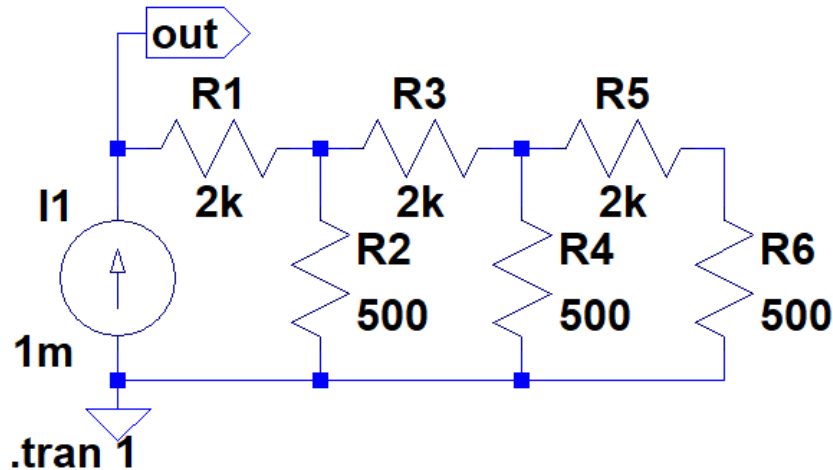 out
R1 R3 R5
2k 2k 2k
I1
R2 R4 R6
500 500 500
1m
.tran 1